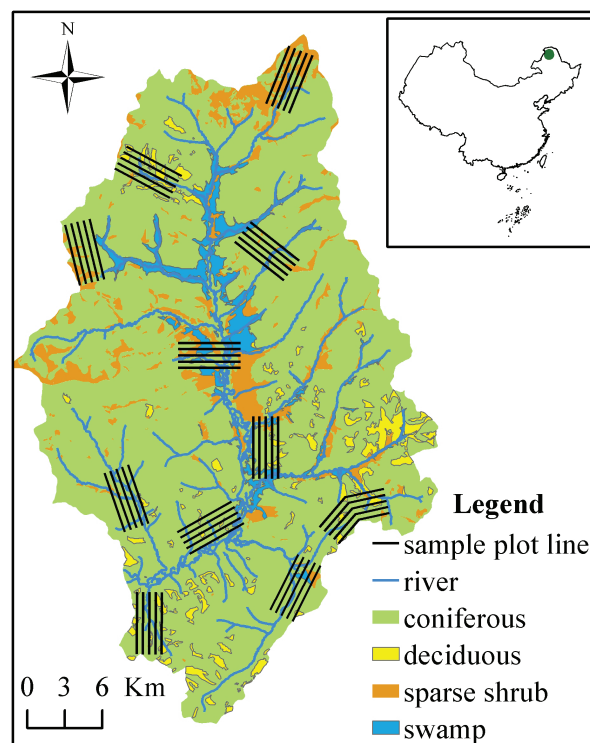 Legend
sample plot line
river
coniferous
deciduous
sparse shrub
swamp
0 3 6 Km